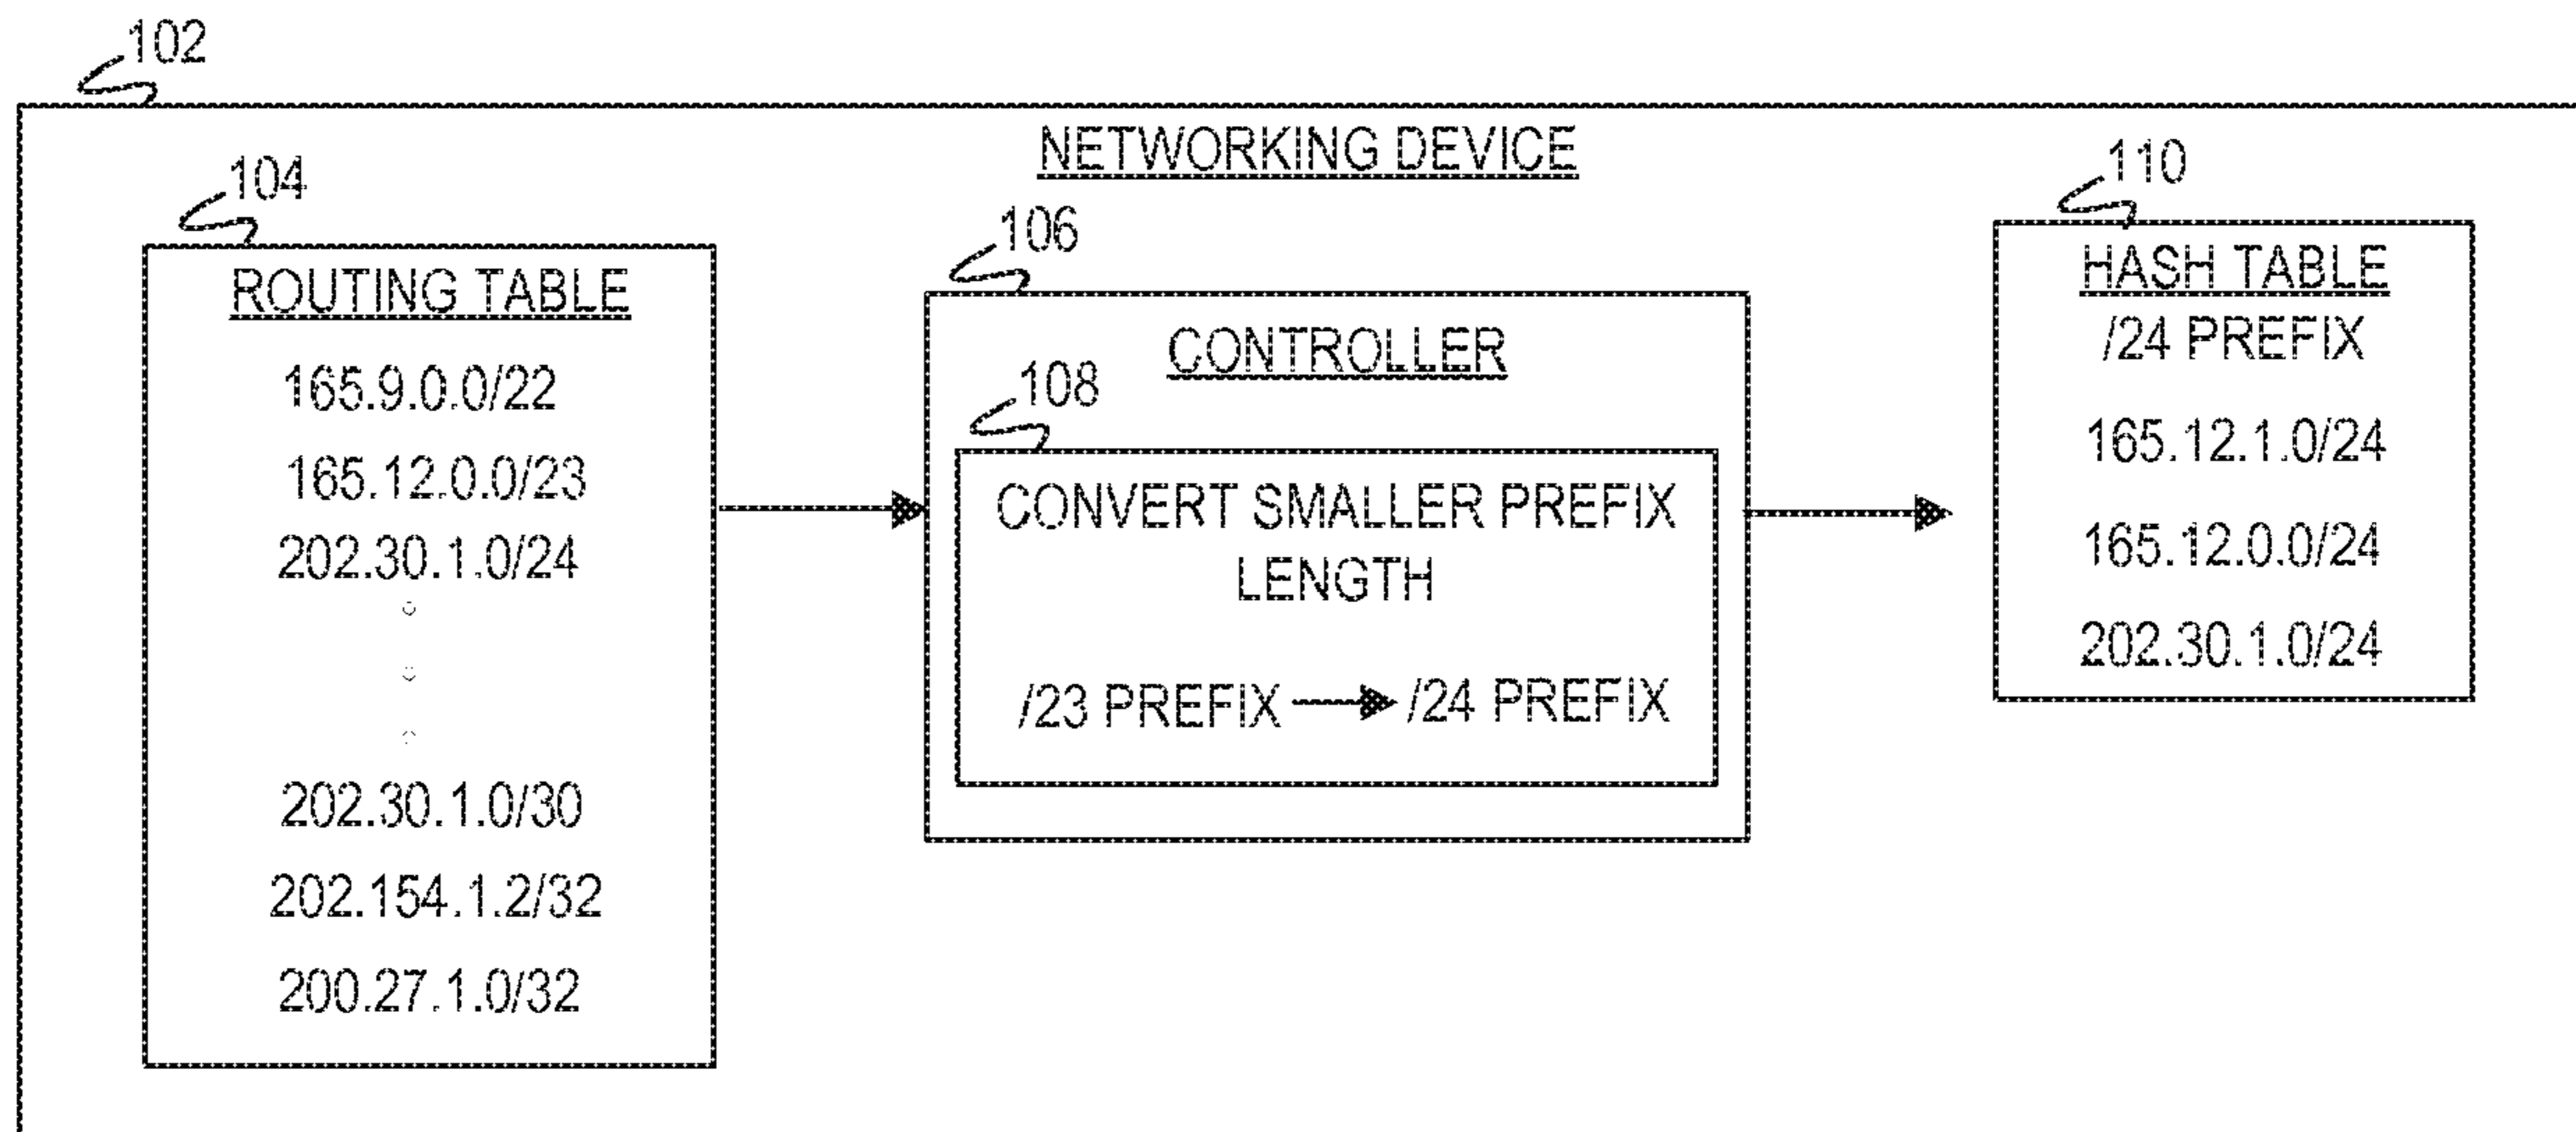 102
NETWORKING DEVICE
104
ROUTING TABLE
165.9.0.0/22
165.12.0.0/23
202.30.1.0/24
202.30.1.0/30
202.154.1.2/32
200.27.1.0/32
106
CONTROLLER
108
CONVERT SMALLER PREFIX
LENGTH
/23 PREFIX
/24 PREFIX
110
HASH TABLE
/24 PREFIX
165.12.1.0/24
165.12.0.0/24
202.30.1.0/24